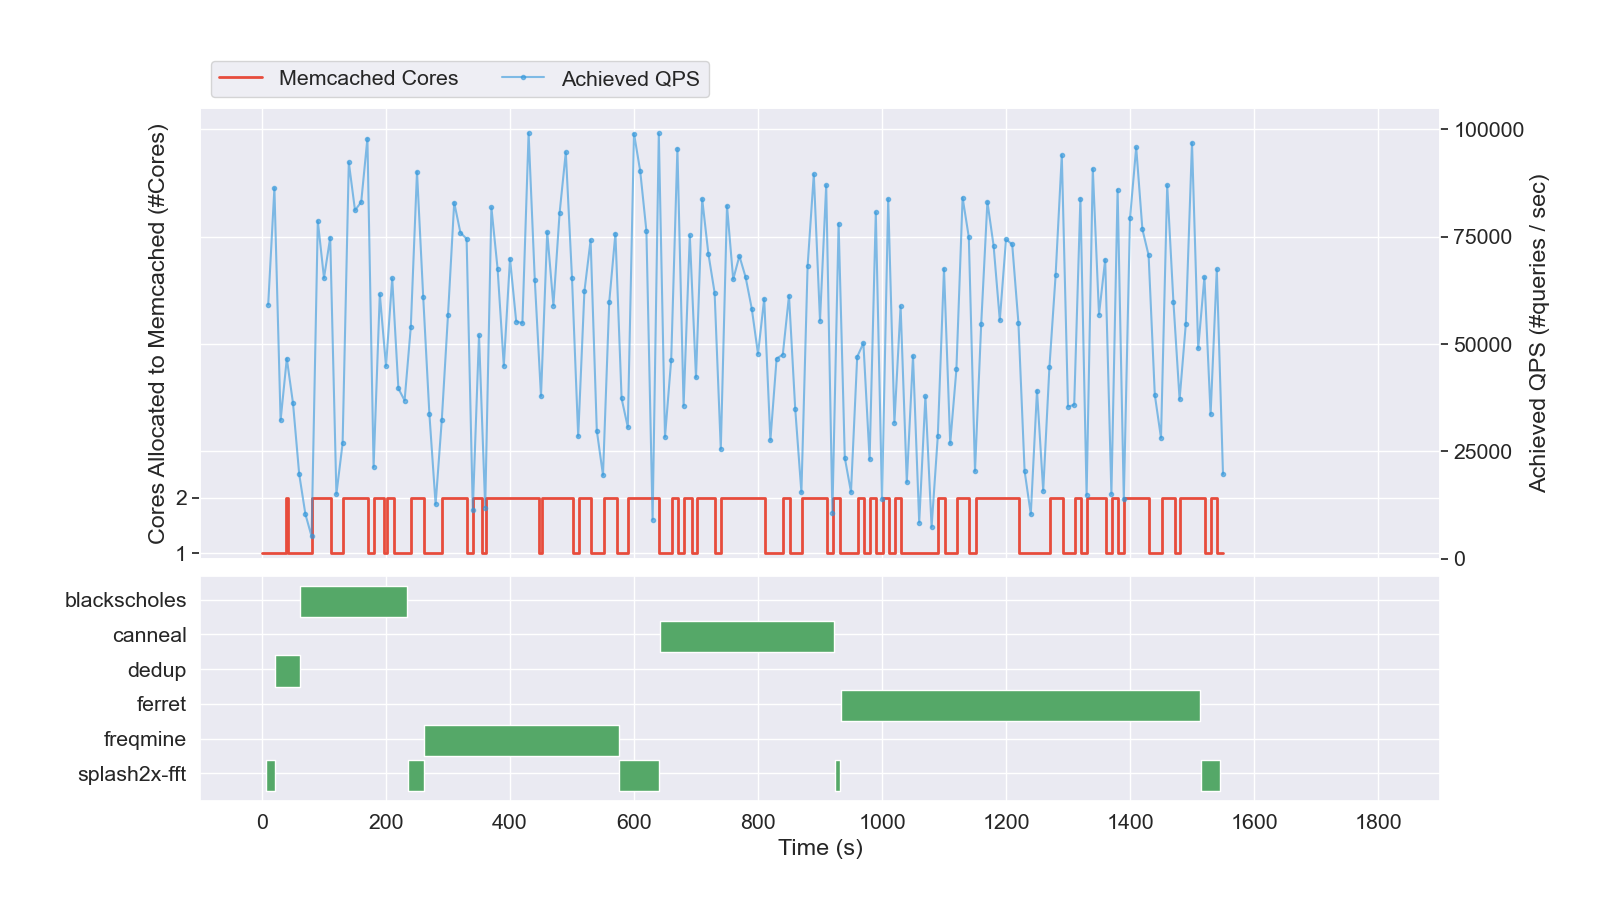 Memcached Cores
Achieved QPS
Cores Allocated to Memcached (#Cores)
2
1
100000
75000
50000
25000
0
Achieved QPS (#queries / sec)
blackscholes
canneal
dedup
ferret
freqmine
splash2x-fft
0 200 400 600 800 1000 1200 1400 1600 1800
Time (s)